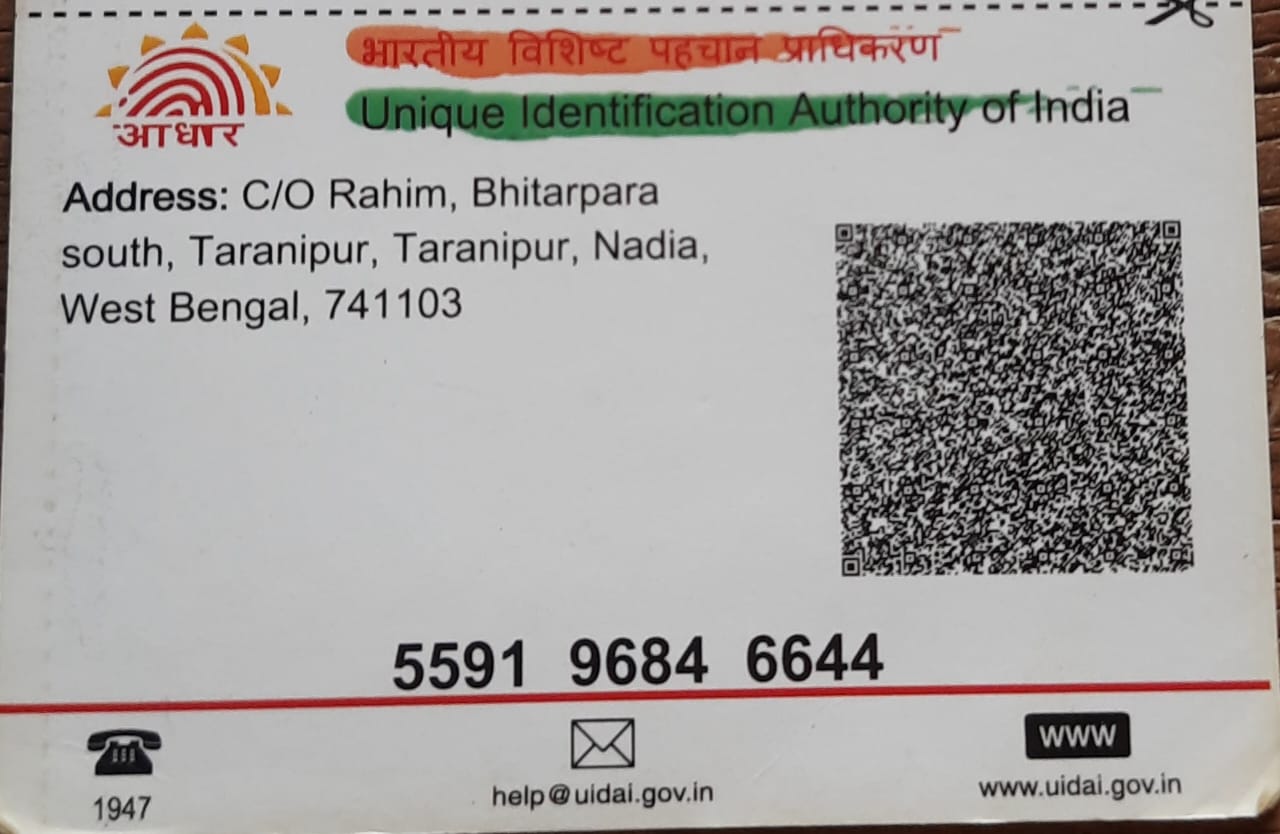 भारतीय विशिष्ट पहचान प्राधिकरण
Unique Identification Authority of India
आधार
Address: C/O Rahim, Bhitarpara
south, Taranipur, Taranipur, Nadia,
West Bengal, 741103
5591 9684 6644
1947
help@uidai.gov.in
www
www.uidai.gov.in